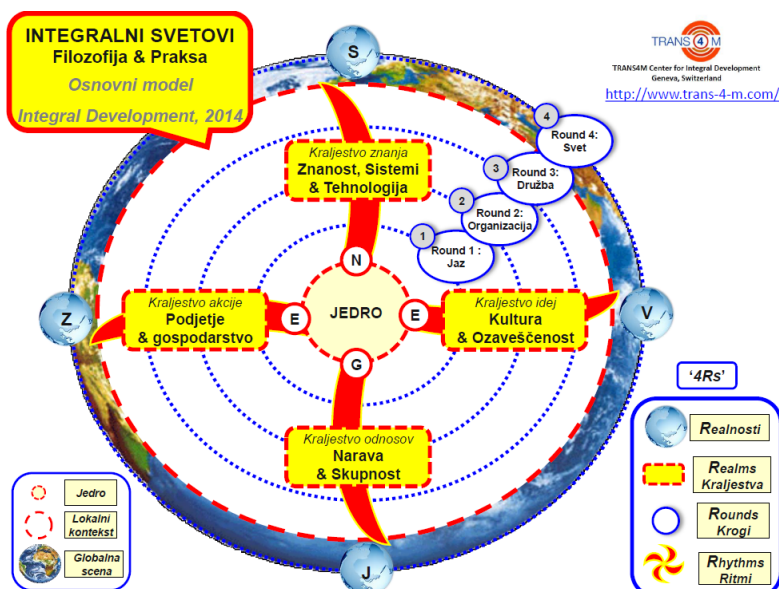 INTEGRALNI SVETOVI
Filozofija & Praksa
Osnovni model
Integral Development, 2014
S
TRANS 4 M
TRANS4M Center for Integral Development
Geneva, Switzerland
http://www.trans-4-m.com/
4
Round 4:
Svet
3
Round 3:
Družba
2
Round 2:
Organizacija
1
Round 1 :
Jaz
Kraljestvo znanja
Znanost, Sistemi
& Tehnologija
N
Z
Kraljestvo akcije
Podjetje
& gospodarstvo
E
JEDRO
E
Kraljestvo idej
Kultura
& Ozaveščenost
V
G
Kraljestvo odnosov
Narava
& Skupnost
J
Jedro
Lokalni
kontekst
Globalna
scena
‘4Rs’
Realnosti
Realms
Kraljestva
Rounds
Krogi
Rhythms
Ritmi